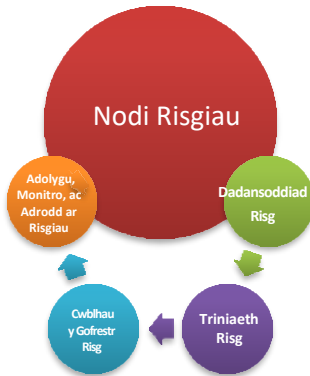 Nodi Risgiau
Dadansoddiad
Risg
Triniaeth
Risg
Cwblhau
y Gofrestr
Risg
Adolygu,
Monitro, ac
Adrodd ar
Risgiau